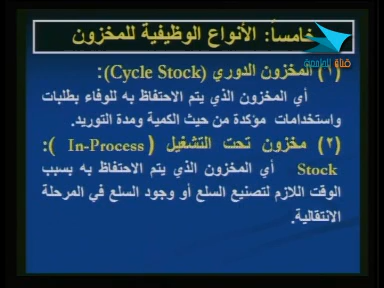 خامساً: الأنواع الوظيفية للمخزون
(١) المخزون الدوري (Cycle Stock):
أي المخزون الذي يتم الاحتفاظ به للوفاء بطلبات
واستخدامات مؤكدة من حيث الكمية ومدة التوريد.
(٢) مخزون تحت التشغيل (In-Process ):
Stock أي المخزون الذي يتم الاحتفاظ به بسبب
الوقت اللازم لتصنيع السلع أو وجود السلع في المرحلة
الانتقالية.